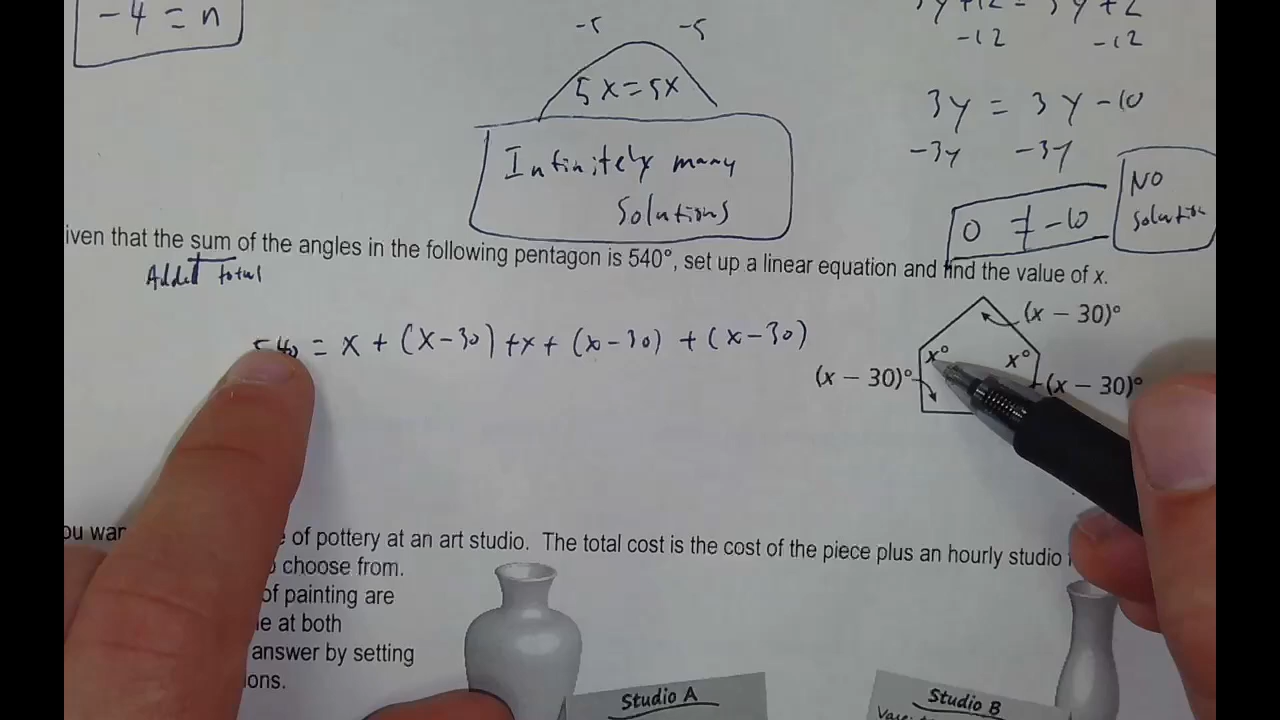 -4 = n
-5 -5
5x=5x
Infinitely many
Solutions
-12 -12
3y = 3y-10
-3y -3y
0 ≠ -10
NO
solution
iven that the sum of the angles in the following pentagon is 540°, set up a linear equation and find the value of x.
Added total
= x + (x-30) + x + (x-30) + (x-30)
(x – 30)°
x° x°
(x – 30)° (x – 30)°
of pottery at an art studio. The total cost is the cost of the piece plus an hourly studio
choose from.
of painting are
at both
answer by setting
Studio A
Studio B